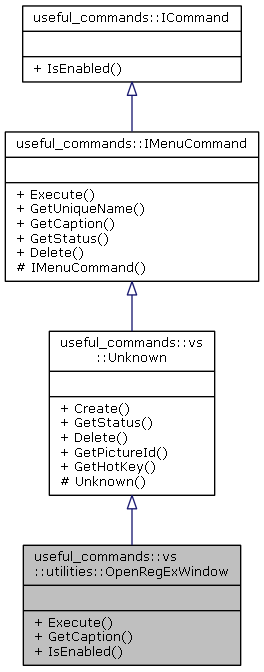 useful_commands::ICommand
+ IsEnabled()
useful_commands::IMenuCommand
+ Execute()
+ GetUniqueName()
+ GetCaption()
+ GetStatus()
+ Delete()
# IMenuCommand()
useful_commands::vs
::Unknown
+ Create()
+ GetStatus()
+ Delete()
+ GetPictureId()
+ GetHotKey()
# Unknown()
useful_commands::vs
::utilities::OpenRegExWindow
+ Execute()
+ GetCaption()
+ IsEnabled()